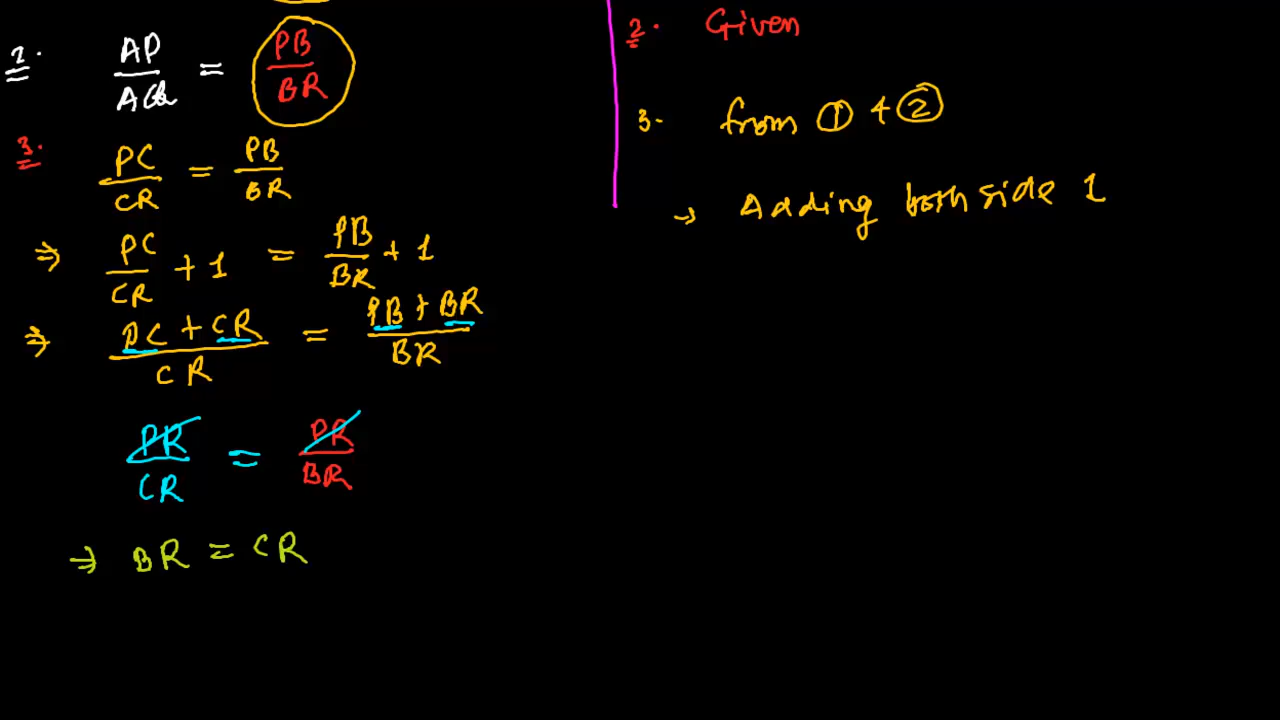 2. AP/AQ = PB/BR
3. PC/CR = PB/BR
⇒ PC/CR + 1 = PB/BR + 1
⇒ PC + CR/CR = PB + BR/BR
PR/CR = PR/BR
⇒ BR = CR
2. Given
3. from ① + ②
→ Adding both side 1